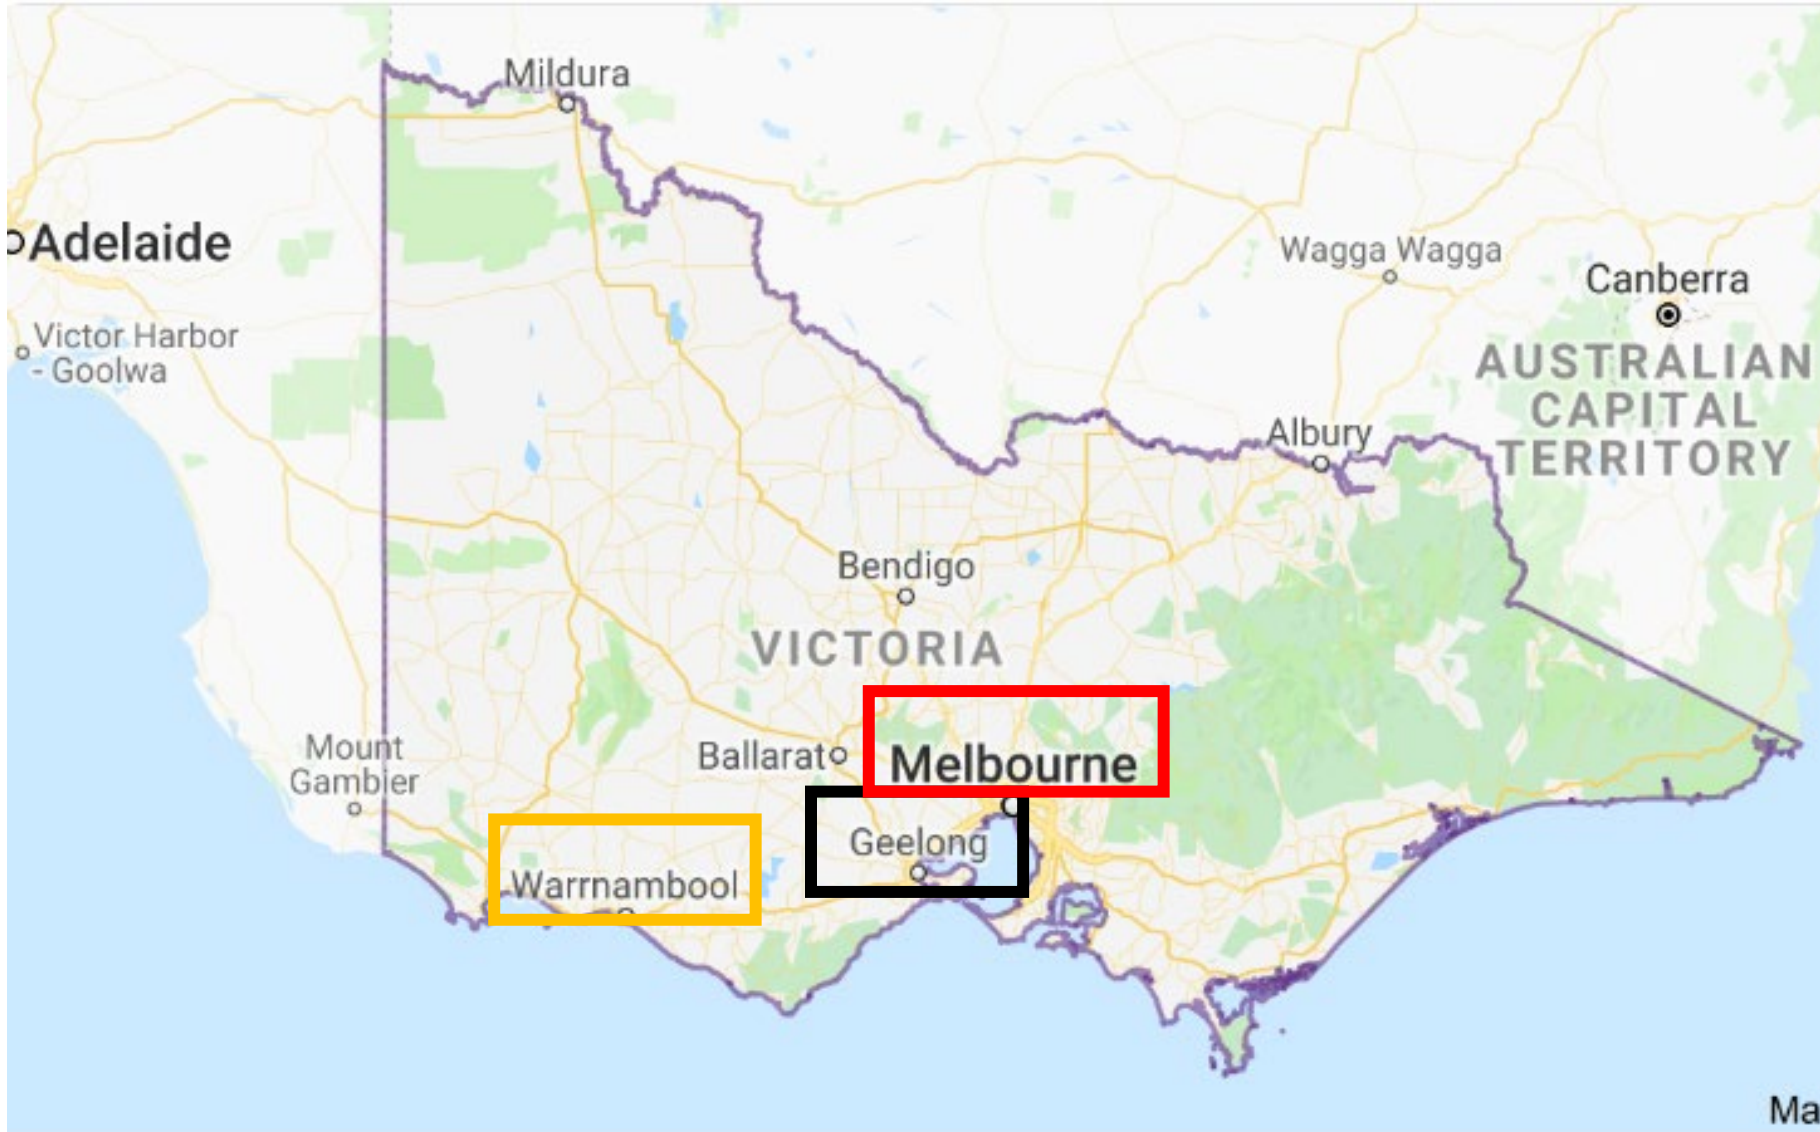 Mildura
Adelaide
Wagga Wagga
Canberra
Victor Harbor
- Goolwa
AUSTRALIAN
CAPITAL
TERRITORY
Albury
Bendigo
VICTORIA
Mount
Gambier
Ballarat
Melbourne
Geelong
Warrnambool
Ma